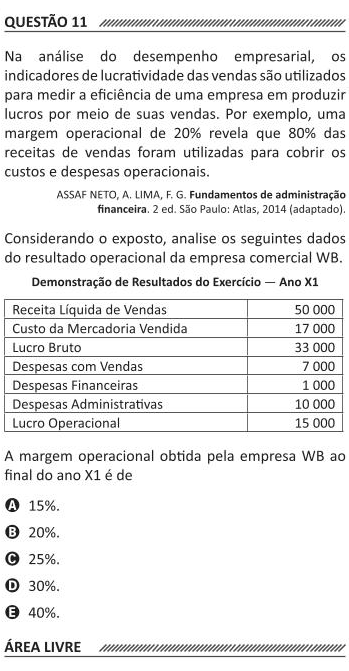 QUESTÃO 11
Na análise do desempenho empresarial, os
indicadores de lucratividade das vendas são utilizados
para medir a eficiência de uma empresa em produzir
lucros por meio de suas vendas. Por exemplo, uma
margem operacional de 20% revela que 80% das
receitas de vendas foram utilizadas para cobrir os
custos e despesas operacionais.
ASSAF NETO, A. LIMA, F. G. Fundamentos de administração
financeira. 2 ed. São Paulo: Atlas, 2014 (adaptado).
Considerando o exposto, analise os seguintes dados
do resultado operacional da empresa comercial WB.
Demonstração de Resultados do Exercício — Ano X1
Receita Líquida de Vendas 50 000
Custo da Mercadoria Vendida 17 000
Lucro Bruto 33 000
Despesas com Vendas 7 000
Despesas Financeiras 1 000
Despesas Administrativas 10 000
Lucro Operacional 15 000
A margem operacional obtida pela empresa WB ao
final do ano X1 é de
A 15%.
B 20%.
C 25%.
D 30%.
E 40%.
ÁREA LIVRE